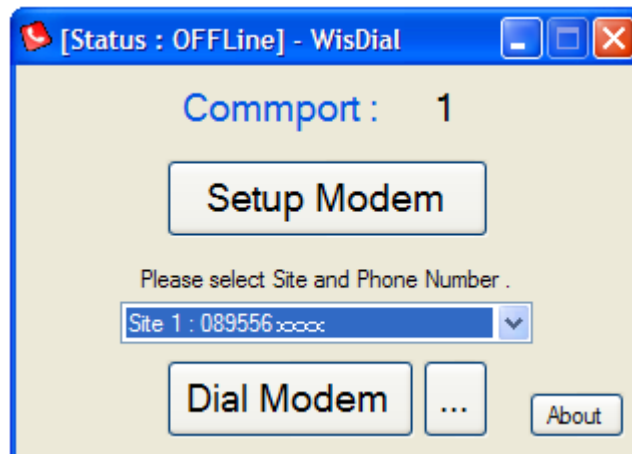 [Status : OFFLine] - WisDial
Commport : 1
Setup Modem
Please select Site and Phone Number .
Site 1 : 089556xxxx
Dial Modem ...
About